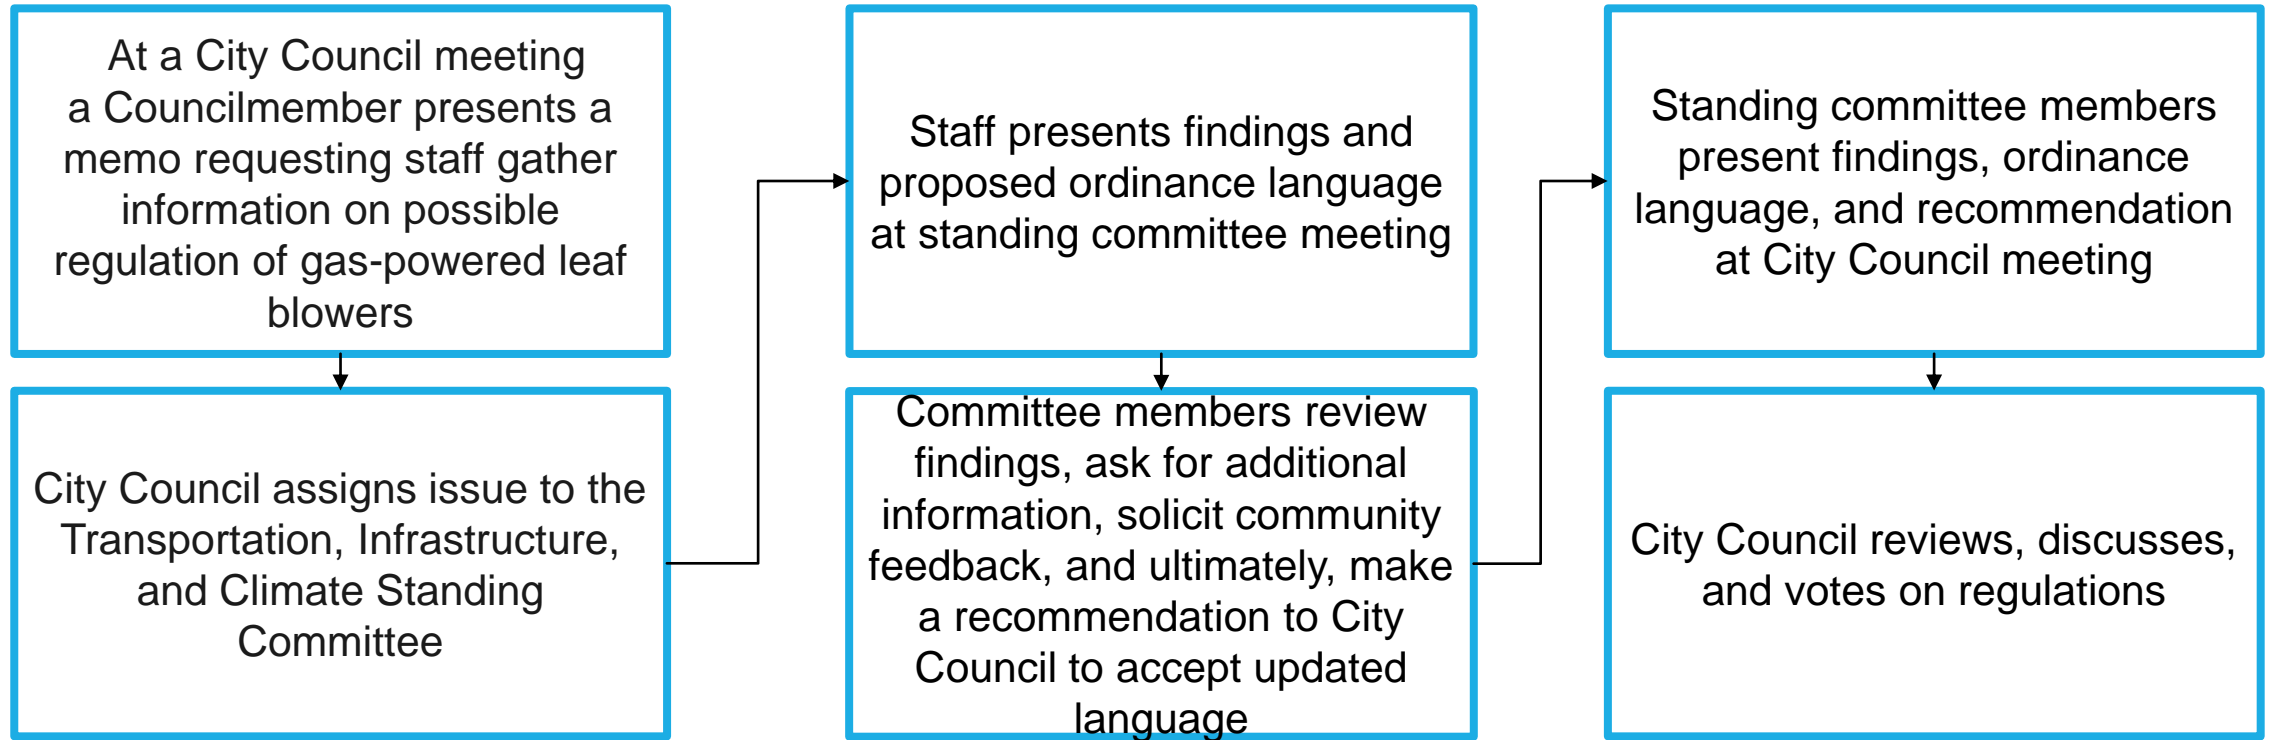 At a City Council meeting
a Councilmember presents a
memo requesting staff gather
information on possible
regulation of gas-powered leaf
blowers
City Council assigns issue to the
Transportation, Infrastructure,
and Climate Standing
Committee
Staff presents findings and
proposed ordinance language
at standing committee meeting
Committee members review
findings, ask for additional
information, solicit community
feedback, and ultimately, make
a recommendation to City
Council to accept updated
language
Standing committee members
present findings, ordinance
language, and recommendation
at City Council meeting
City Council reviews, discusses,
and votes on regulations